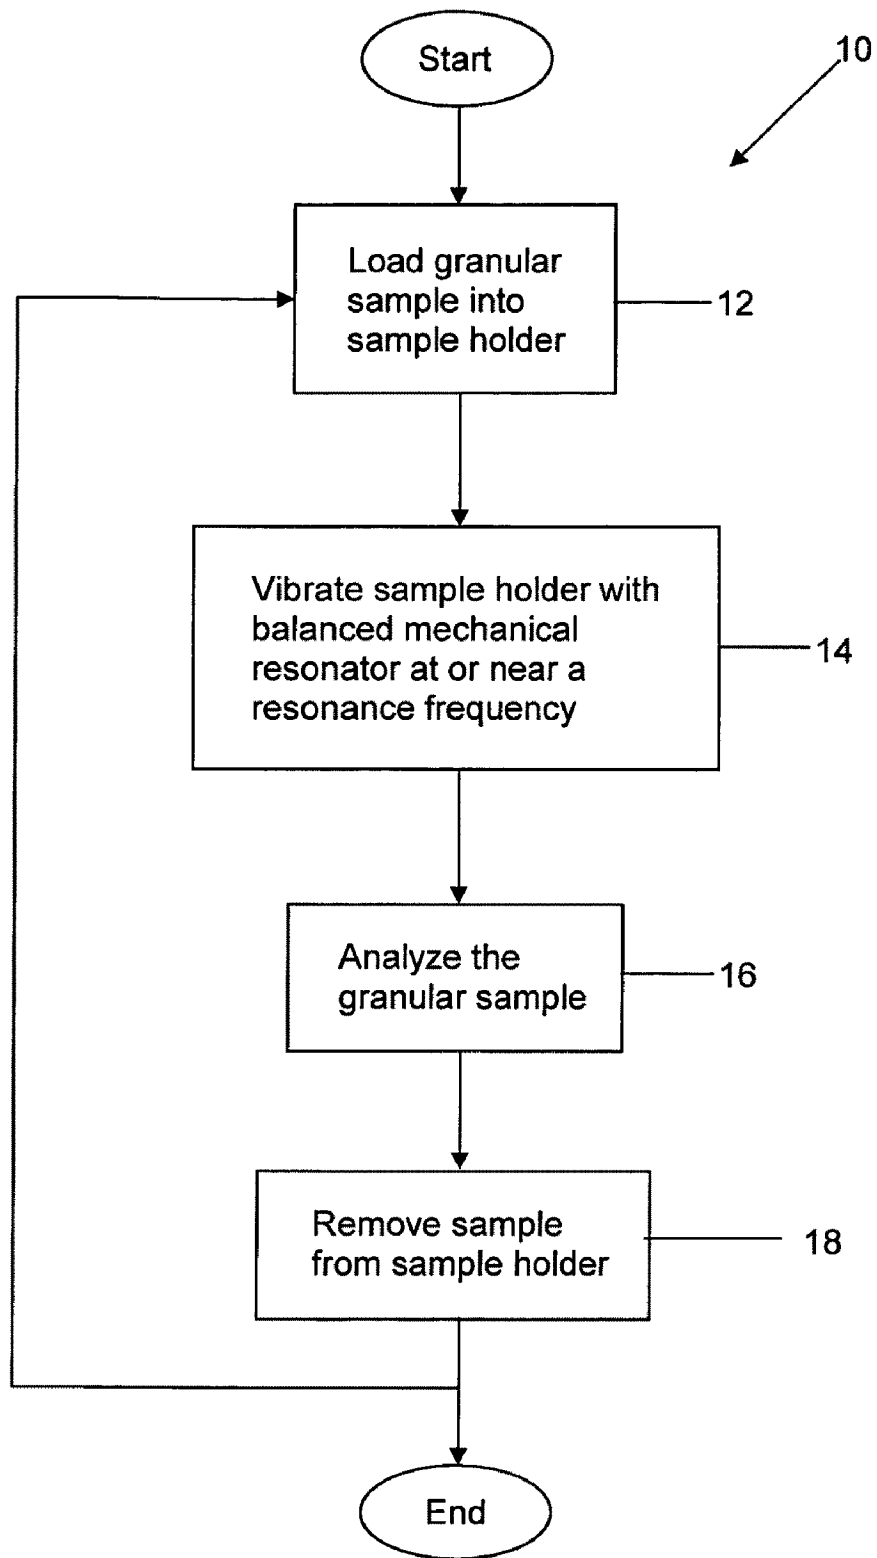 Start
10
Load granular
sample into
sample holder
12
Vibrate sample holder with
balanced mechanical
resonator at or near a
resonance frequency
14
Analyze the
granular sample
16
Remove sample
from sample holder
18
End